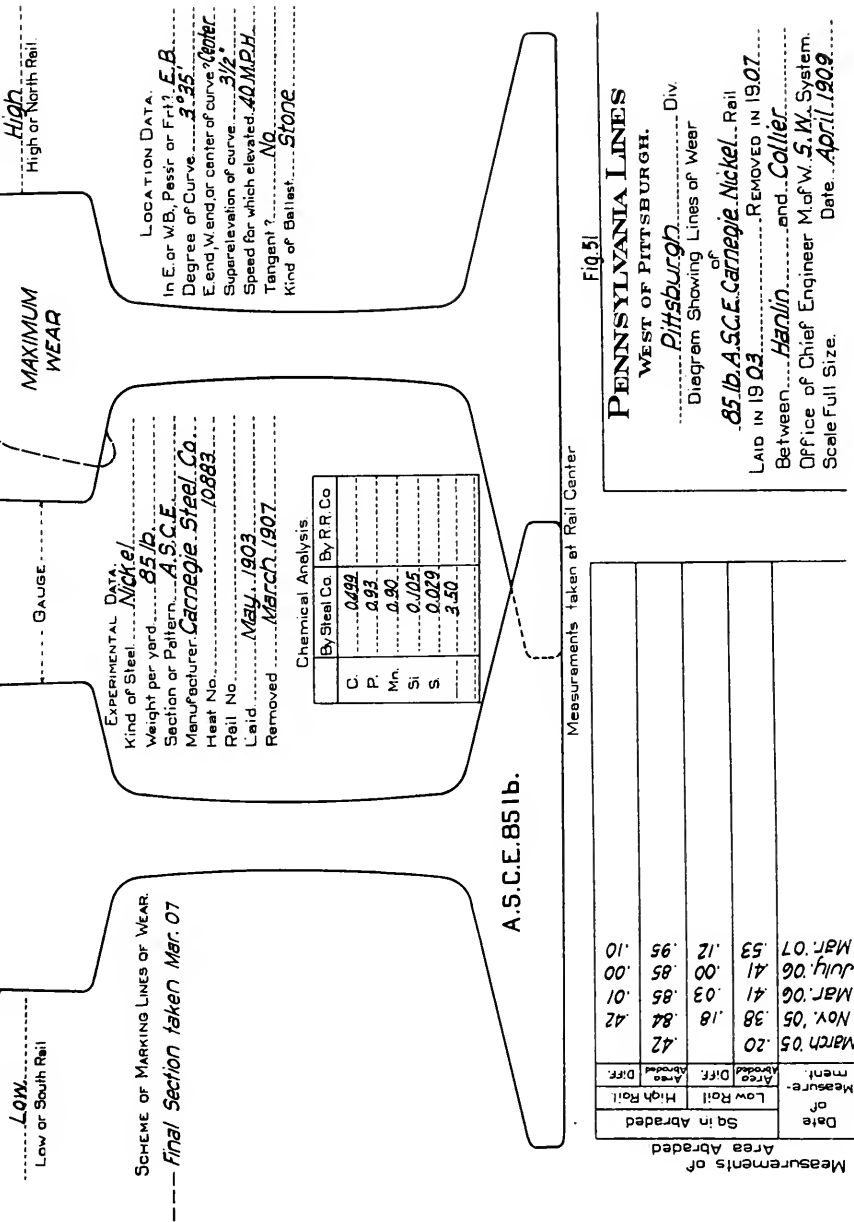 LOW
Low or South Rail
GAUGE
High
High or North Rail
MAXIMUM
WEAR
SCHEME OF MARKING LINES OF WEAR.
Final Section taken Mar. 07
EXPERIMENTAL DATA.
Kind of Steel Nickel
Weight per yard 85 lb.
Section or Pattern A.S.C.E.
Manufacturer Carnegie Steel Co.
Heat No. 10883
Rail No.
Laid May 1903
Removed March 1907
Chemical Analysis.
By Steel Co. By R.R. Co
C. 0.499
P. 0.93
Mn. 0.90
Si 0.105
S. 0.029
3.50
LOCATION DATA.
In E. or W.B., Pass'r or Fr't? E.B.
Degree of Curve 3°35'
E. end, W. end, or center of curve? Center
Superelevation of curve 3 1/2"
Speed for which elevated 40 M.P.H.
Tangent? No
Kind of Ballast Stone
A.S.C.E. 85 lb.
Measurements taken at Rail Center
Measurements of
Area Abraded
Date
of
Measure-
ment.
Sq in Abraded
Low Rail High Rail.
Area Abraded Diff. Area Abraded Diff.
March '05 .20 .42
Nov. '05 .38 .18 .84 .42
Mar. '06 .41 .03 .85 .01
July '06 .41 .00 .85 .00
Mar. '07 .53 .12 .95 .10
Fig. 51
PENNSYLVANIA LINES
WEST OF PITTSBURGH.
Pittsburgh Div.
Diagram Showing Lines of Wear
of
85 lb. A.S.C.E. Carnegie Nickel Rail
LAID IN 1903 REMOVED IN 1907
Between Hanlin and Collier
Office of Chief Engineer M. of W. S. W. System.
Scale Full Size. Date April 1909